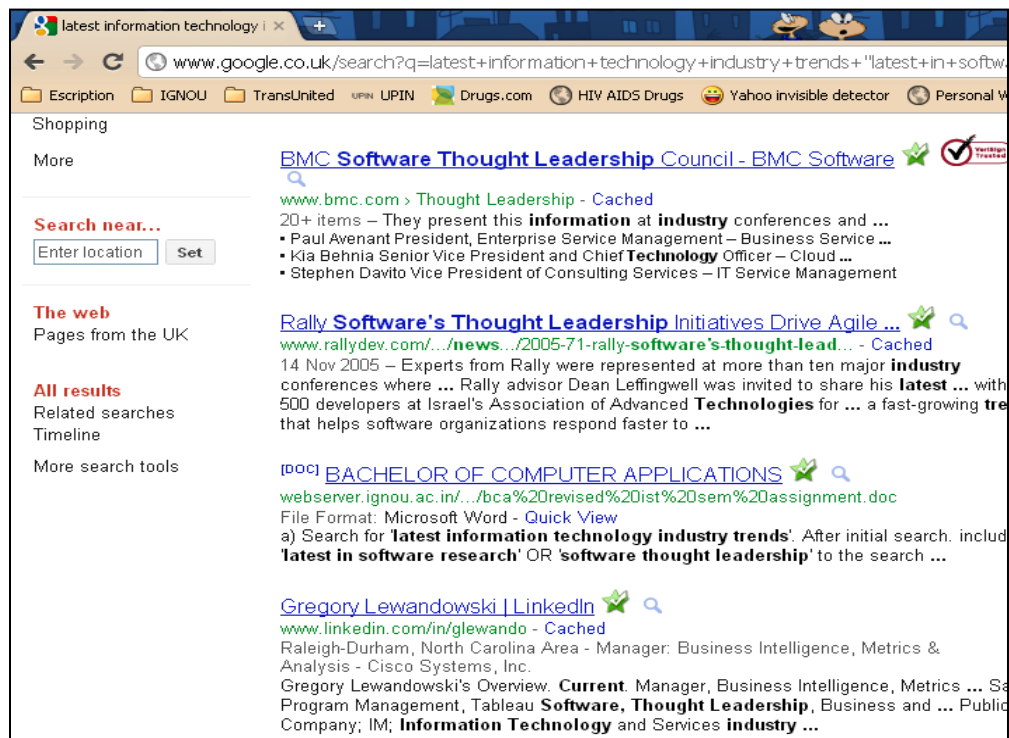 latest information technology i
www.google.co.uk/search?q=latest+information+technology+industry+trends+"latest+in+softw
Escription IGNOU TransUnited UPIN UPIN Drugs.com HIV AIDS Drugs Yahoo invisible detector Personal W
Shopping
More
Search near...
Enter location Set
The web
Pages from the UK
All results
Related searches
Timeline
More search tools
BMC Software Thought Leadership Council - BMC Software VeriSign Trusted
www.bmc.com › Thought Leadership - Cached
20+ items – They present this information at industry conferences and ...
▪ Paul Avenant President, Enterprise Service Management – Business Service ...
▪ Kia Behnia Senior Vice President and Chief Technology Officer – Cloud ...
▪ Stephen Davito Vice President of Consulting Services – IT Service Management
Rally Software's Thought Leadership Initiatives Drive Agile ...
www.rallydev.com/.../news.../2005-71-rally-software's-thought-lead... - Cached
14 Nov 2005 – Experts from Rally were represented at more than ten major industry
conferences where ... Rally advisor Dean Leffingwell was invited to share his latest ... with
500 developers at Israel's Association of Advanced Technologies for ... a fast-growing tre
that helps software organizations respond faster to ...
[DOC] BACHELOR OF COMPUTER APPLICATIONS
webserver.ignou.ac.in/.../bca%20revised%20ist%20sem%20assignment.doc
File Format: Microsoft Word - Quick View
a) Search for 'latest information technology industry trends'. After initial search. includ
'latest in software research' OR 'software thought leadership' to the search ...
Gregory Lewandowski | LinkedIn
www.linkedin.com/in/glewando - Cached
Raleigh-Durham, North Carolina Area - Manager: Business Intelligence, Metrics &
Analysis - Cisco Systems, Inc.
Gregory Lewandowski's Overview. Current. Manager, Business Intelligence, Metrics ... Sa
Program Management, Tableau Software, Thought Leadership, Business and ... Public
Company; IM; Information Technology and Services industry ...